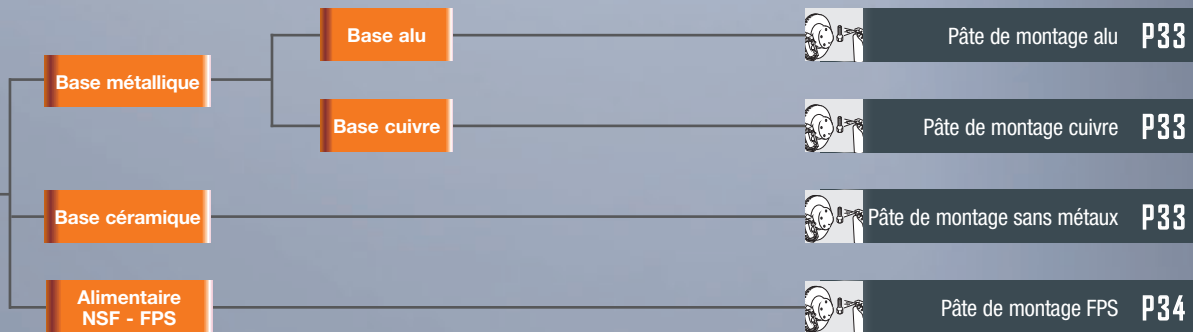 Base alu
Pâte de montage alu P33
Base métallique
Base cuivre
Pâte de montage cuivre P33
Base céramique
Pâte de montage sans métaux P33
Alimentaire
NSF - FPS
Pâte de montage FPS P34